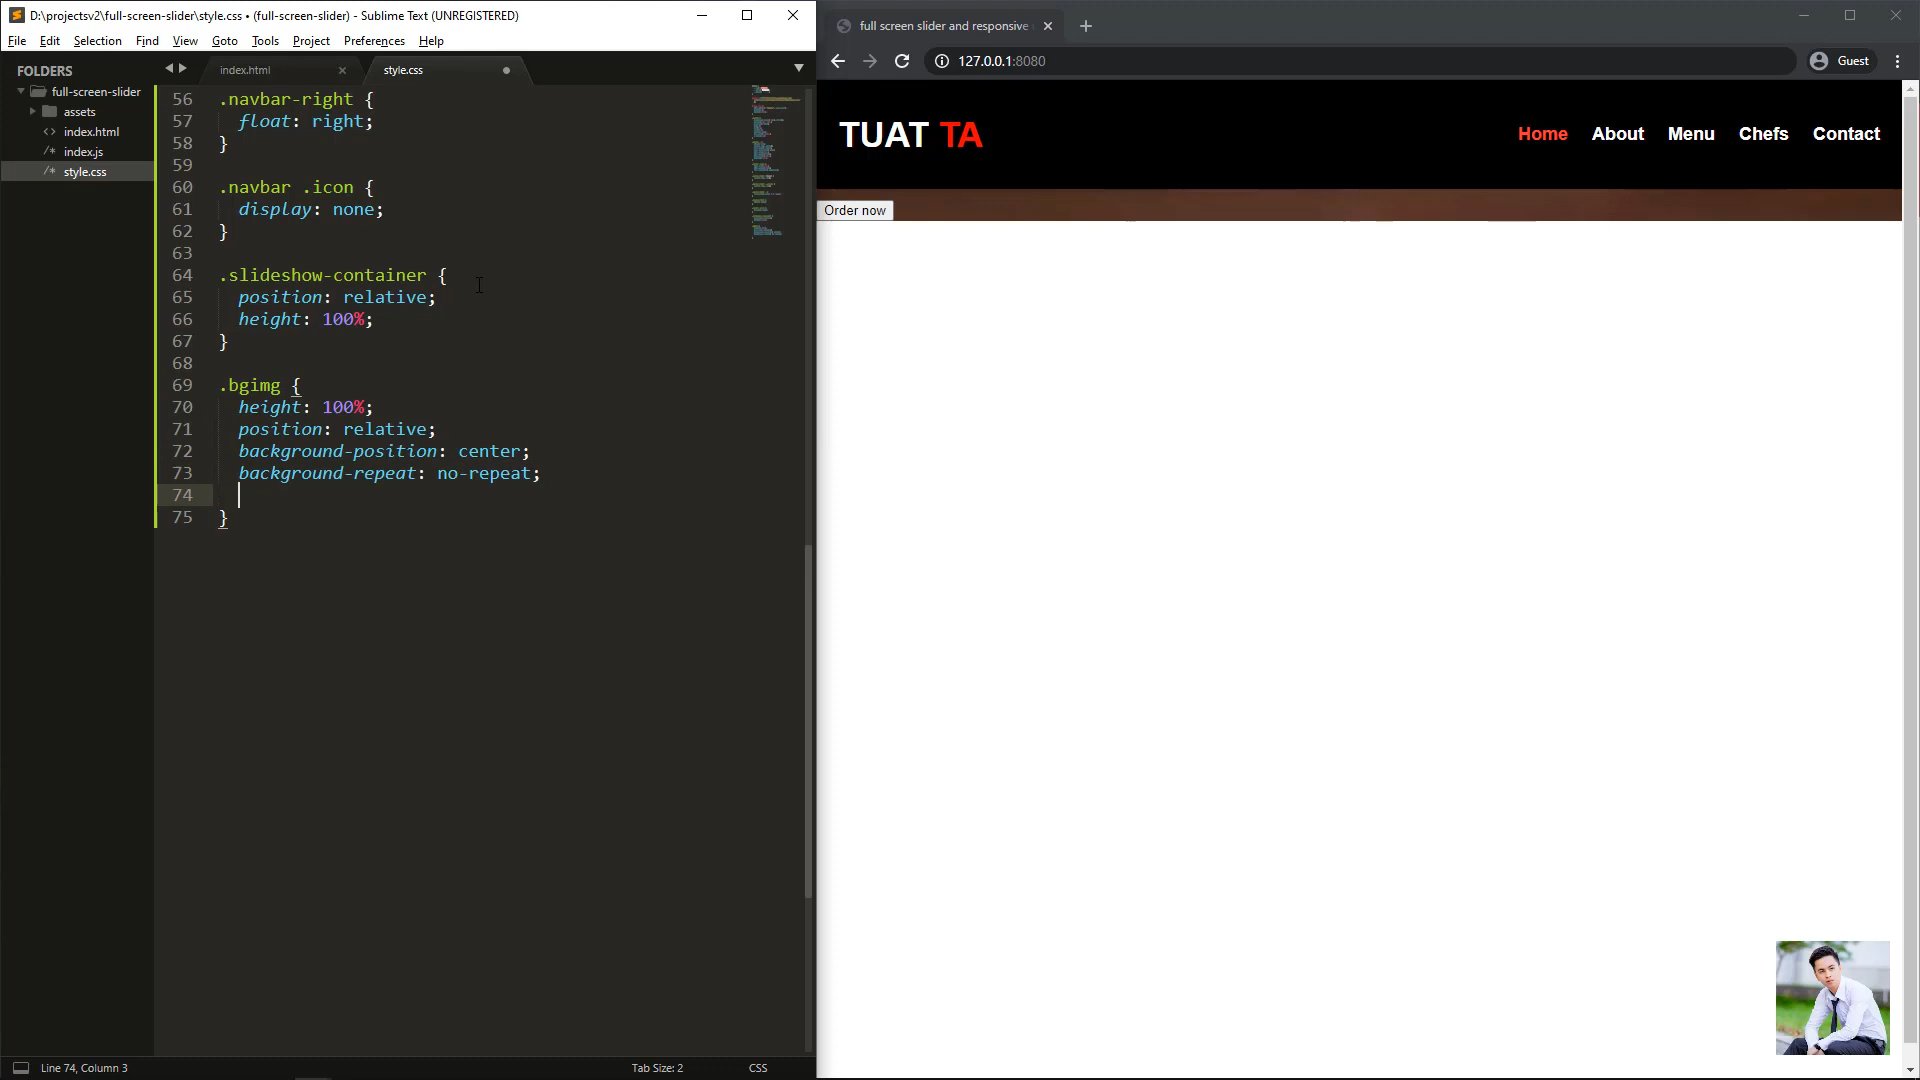 D:\projectsv2\full-screen-slider\style.css • (full-screen-slider) - Sublime Text (UNREGISTERED)
File Edit Selection Find View Goto Tools Project Preferences Help
FOLDERS
full-screen-slider
assets
<> index.html
/* index.js
/* style.css
index.html
style.css
56 .navbar-right {
57 float: right;
58 }
59
60 .navbar .icon {
61 display: none;
62 }
63
64 .slideshow-container {
65 position: relative;
66 height: 100%;
67 }
68
69 .bgimg {
70 height: 100%;
71 position: relative;
72 background-position: center;
73 background-repeat: no-repeat;
74
75 }
Line 74, Column 3
Tab Size: 2
CSS
full screen slider and responsive
127.0.0.1:8080
Guest
TUAT TA
Home About Menu Chefs Contact
Order now